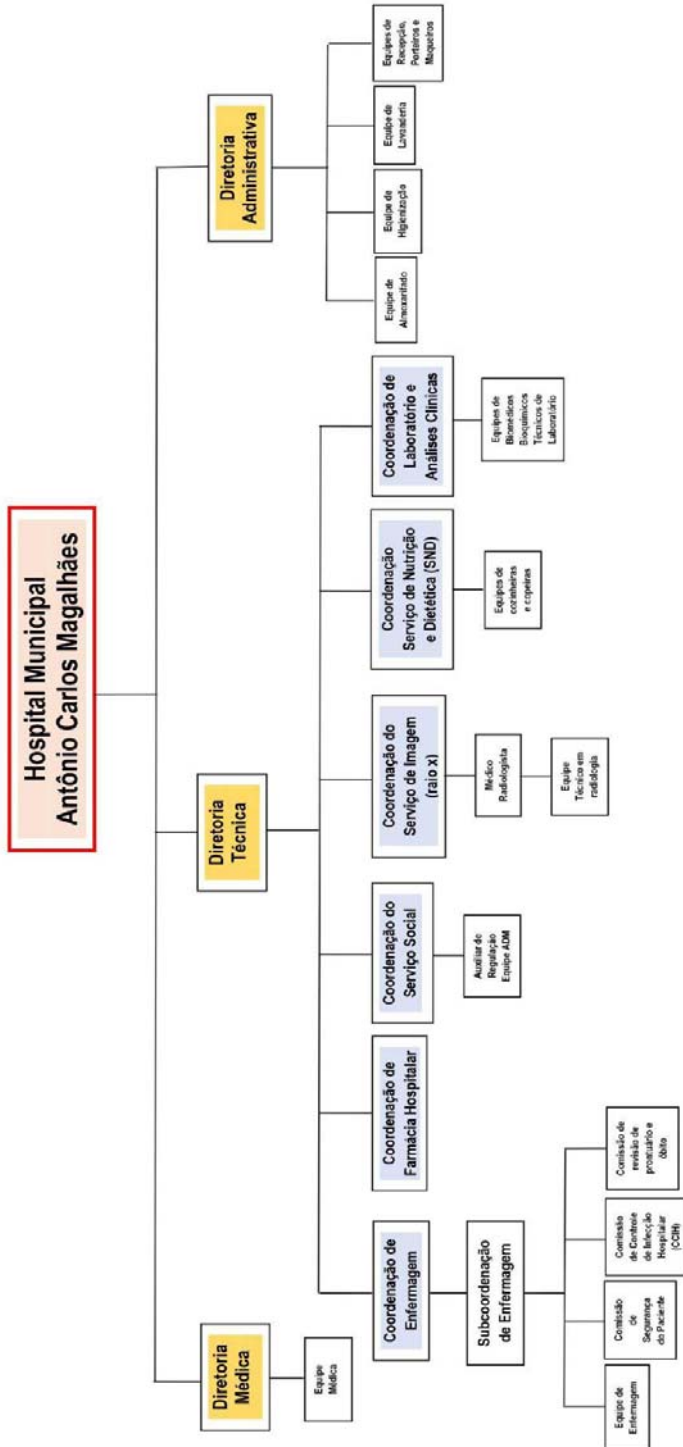 Hospital Municipal
Antônio Carlos Magalhães
Diretoria
Médica
Diretoria
Técnica
Diretoria
Administrativa
Equipe
Médica
Coordenação de
Enfermagem
Coordenação de
Farmácia Hospitalar
Coordenação do
Serviço Social
Coordenação do
Serviço de Imagem
(raio x)
Coordenação
Serviço de Nutrição
e Dietética (SND)
Coordenação de
Laboratório e
Análises Clínicas
Equipe de
Almoxarifado
Equipe de
Higienização
Equipe de
Lavanderia
Equipes de
Recepção,
Porteiros e
Maqueiros
Subcoordenação
de Enfermagem
Auxiliar de
Regulação
Equipe ADM
Médico
Radiologista
Equipe
Técnico em
radiologia
Equipes de
cozinheiras
e copeiras
Equipes de
Biomédicos
Bioquímicos
Técnicos de
Laboratório
Equipe de
Enfermagem
Comissão
de
Segurança
do Paciente
Comissão
de Controle
de Infecção
Hospitalar
(CCIH)
Comissão de
revisão de
prontuário e
óbito